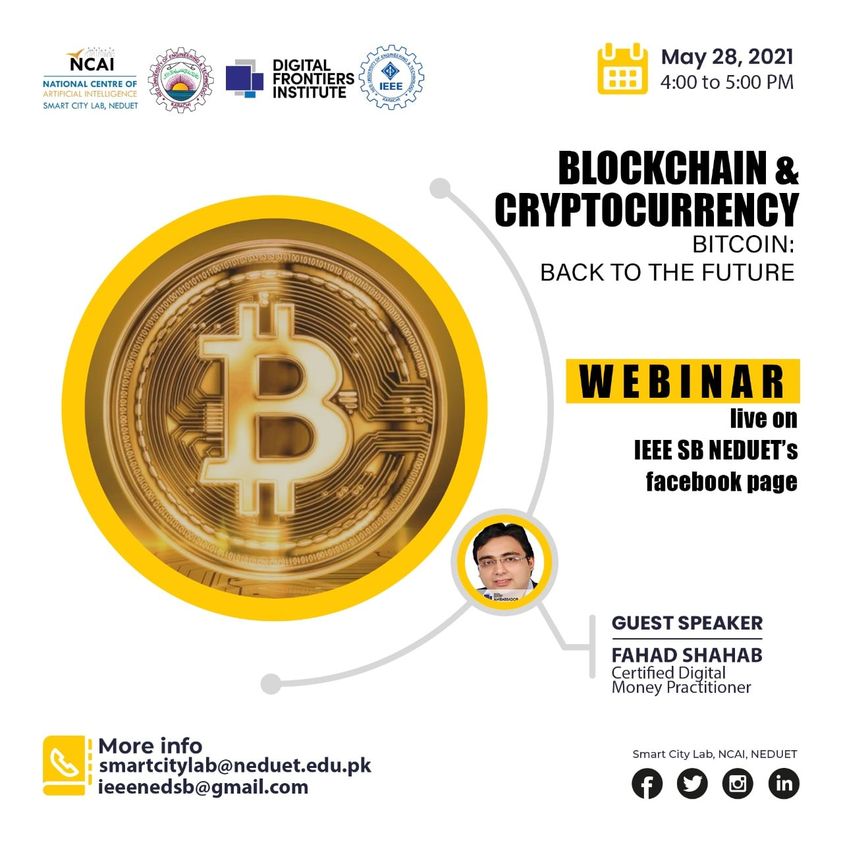 NCAI
NATIONAL CENTRE OF
ARTIFICIAL INTELLIGENCE
SMART CITY LAB, NEDUET
DIGITAL
FRONTIERS
INSTITUTE
IEEE
May 28, 2021
4:00 to 5:00 PM
BLOCKCHAIN &
CRYPTOCURRENCY
BITCOIN:
BACK TO THE FUTURE
WEBINAR
live on
IEEE SB NEDUET’s
facebook page
AMBASSADOR
GUEST SPEAKER
FAHAD SHAHAB
Certified Digital
Money Practitioner
More info
smartcitylab@neduet.edu.pk
ieeenedsb@gmail.com
Smart City Lab, NCAI, NEDUET